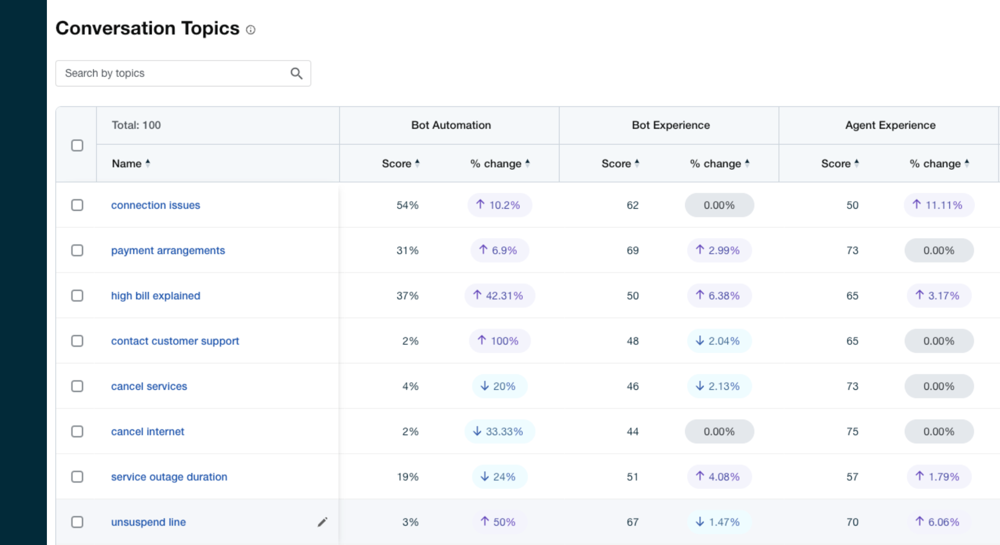 Conversation Topics
Search by topics
Total: 100 Bot Automation Bot Experience Agent Experience
Name Score % change Score % change Score % change
connection issues 54% ↑ 10.2% 62 0.00% 50 ↑ 11.11%
payment arrangements 31% ↑ 6.9% 69 ↑ 2.99% 73 0.00%
high bill explained 37% ↑ 42.31% 50 ↑ 6.38% 65 ↑ 3.17%
contact customer support 2% ↑ 100% 48 ↓ 2.04% 65 0.00%
cancel services 4% ↓ 20% 46 ↓ 2.13% 73 0.00%
cancel internet 2% ↓ 33.33% 44 0.00% 75 0.00%
service outage duration 19% ↓ 24% 51 ↑ 4.08% 57 ↑ 1.79%
unsuspend line 3% ↑ 50% 67 ↓ 1.47% 70 ↑ 6.06%